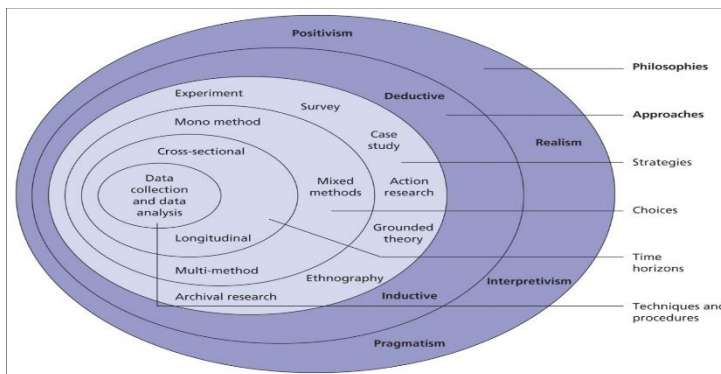 Positivism
Philosophies
Experiment
Deductive
Survey
Approaches
Mono method
Case
study
Realism
Cross-sectional
Strategies
Data
collection
and data
analysis
Mixed
methods
Action
research
Choices
Longitudinal
Grounded
theory
Time
horizons
Multi-method
Ethnography
Interpretivism
Archival research
Inductive
Techniques and
procedures
Pragmatism